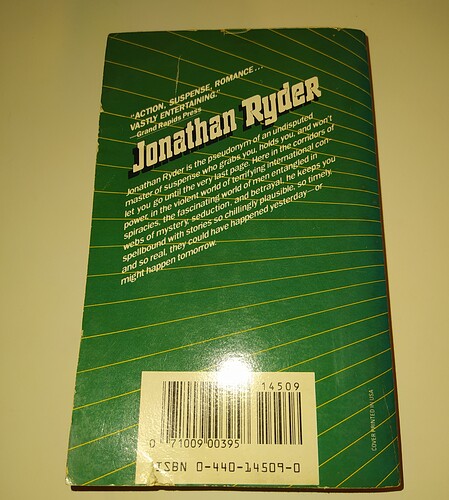 "ACTION, SUSPENSE, ROMANCE...
VASTLY ENTERTAINING."
—Grand Rapids Press
Jonathan Ryder
Jonathan Ryder is the pseudonym of an undisputed
master of suspense who grabs you, holds you, and won't
let you go until the very last page. Here in the corridors of
power, in the violent world of terrifying international con-
spiracies, the fascinating world of men entangled in
webs of mystery, seduction, and betrayal, he keeps you
spellbound with stories so chillingly plausible, so timely,
and so real, they could have happened yesterday—or
might happen tomorrow.
14509
0 71009 00395
ISBN 0-440-14509-0
COVER PRINTED IN USA